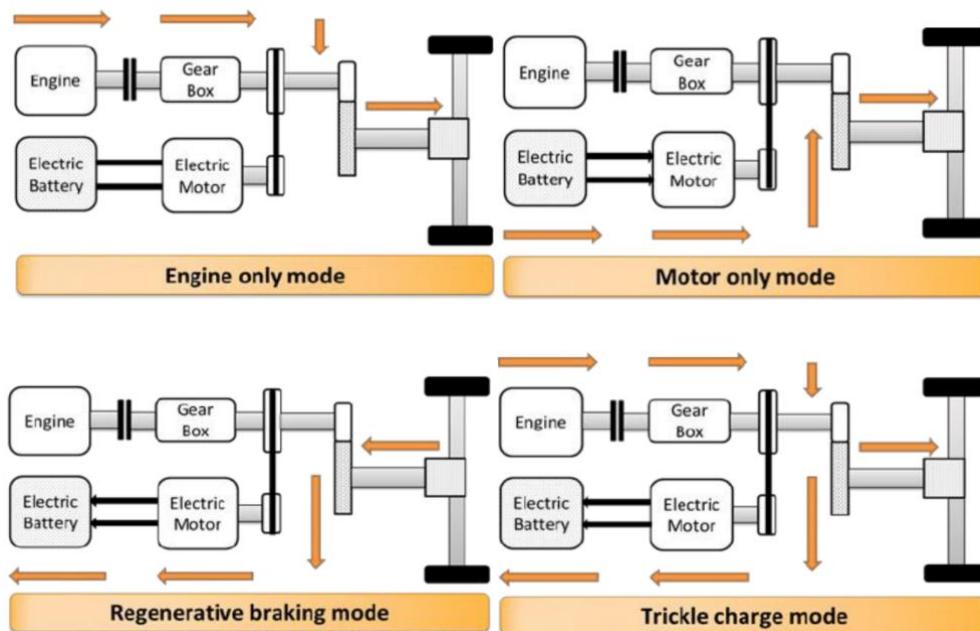 Engine
Gear
Box
Electric
Battery
Electric
Motor
Engine only mode
Engine
Gear
Box
Electric
Battery
Electric
Motor
Motor only mode
Engine
Gear
Box
Electric
Battery
Electric
Motor
Regenerative braking mode
Engine
Gear
Box
Electric
Battery
Electric
Motor
Trickle charge mode